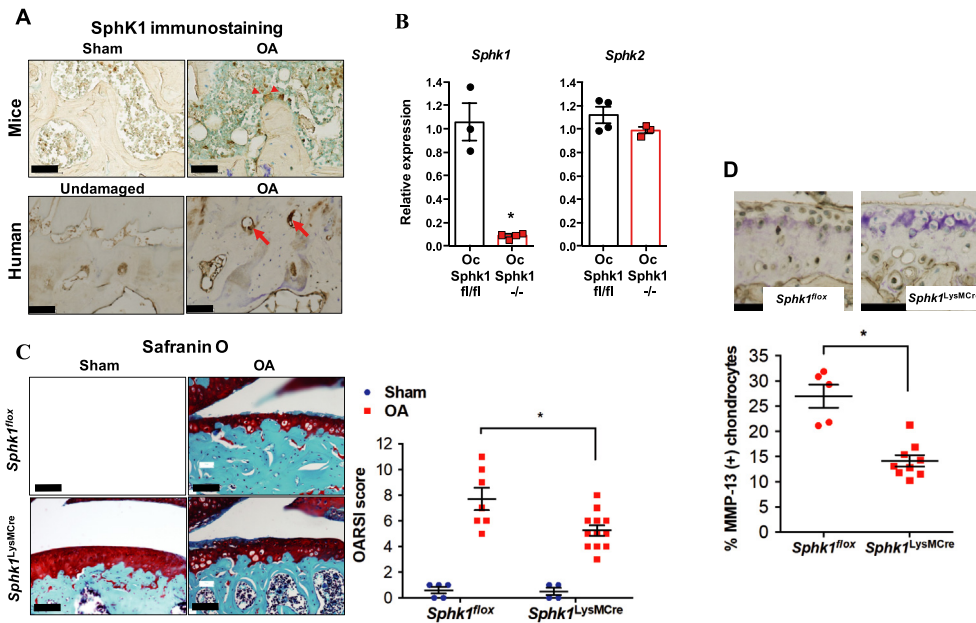 A
SphK1 immunostaining
Sham
OA
Mice
Undamaged
OA
Human
B
Sphk1
Sphk2
Relative expression
1.4
1.2
1.0
0.8
0.6
0.4
0.2
0.0
*
Oc
Sphk1
fl/fl
Oc
Sphk1
-/-
1.4
1.2
1.0
0.8
0.6
0.4
0.2
0.0
Oc
Sphk1
fl/fl
Oc
Sphk1
-/-
C
Safranin O
Sham
OA
Sphk1flox
Sphk1LysMCre
Sham
OA
*
OARSI score
12
10
8
6
4
2
0
Sphk1flox
Sphk1LysMCre
D
Sphk1flox
Sphk1LysMCre
*
% MMP-13 (+) chondrocytes
35
30
25
20
15
10
5
0
Sphk1flox
Sphk1LysMCre